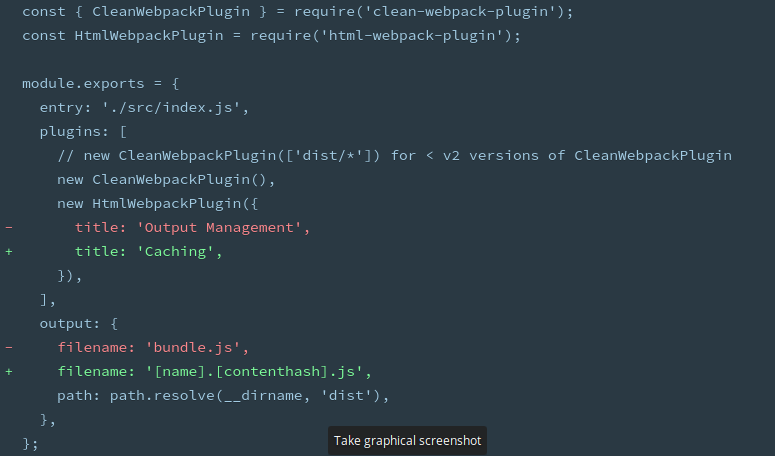 const { CleanWebpackPlugin } = require('clean-webpack-plugin');
const HtmlWebpackPlugin = require('html-webpack-plugin');
module.exports = {
entry: './src/index.js',
plugins: [
// new CleanWebpackPlugin(['dist/*']) for < v2 versions of CleanWebpackPlugin
new CleanWebpackPlugin(),
new HtmlWebpackPlugin({
- title: 'Output Management',
+ title: 'Caching',
}),
],
output: {
- filename: 'bundle.js',
+ filename: '[name].[contenthash].js',
path: path.resolve(__dirname, 'dist'),
},
};
Take graphical screenshot